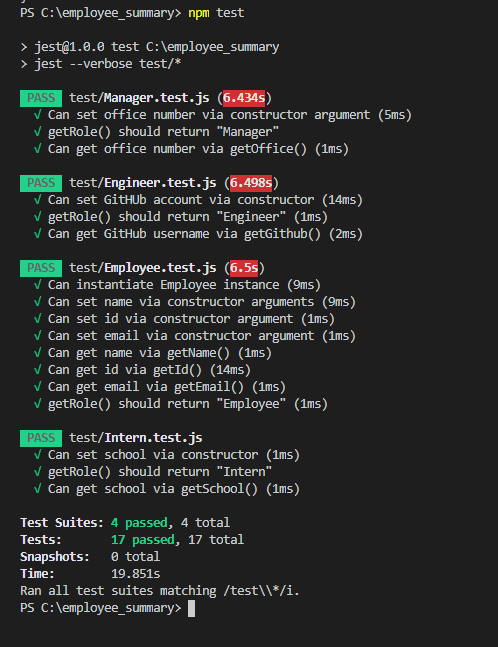 PS C:\employee_summary> npm test
> jest@1.0.0 test C:\employee_summary
> jest --verbose test/*
PASS test/Manager.test.js (6.434s)
√ Can set office number via constructor argument (5ms)
√ getRole() should return "Manager"
√ Can get office number via getOffice() (1ms)
PASS test/Engineer.test.js (6.498s)
√ Can set GitHUb account via constructor (14ms)
√ getRole() should return "Engineer" (1ms)
√ Can get GitHub username via getGithub() (2ms)
PASS test/Employee.test.js (6.5s)
√ Can instantiate Employee instance (9ms)
√ Can set name via constructor arguments (9ms)
√ Can set id via constructor argument (1ms)
√ Can set email via constructor argument (1ms)
√ Can get name via getName() (1ms)
√ Can get id via getId() (14ms)
√ Can get email via getEmail() (1ms)
√ getRole() should return "Employee" (1ms)
PASS test/Intern.test.js
√ Can set school via constructor (1ms)
√ getRole() should return "Intern"
√ Can get school via getSchool() (1ms)
Test Suites: 4 passed, 4 total
Tests: 17 passed, 17 total
Snapshots: 0 total
Time: 19.851s
Ran all test suites matching /test\\*/i.
PS C:\employee_summary>